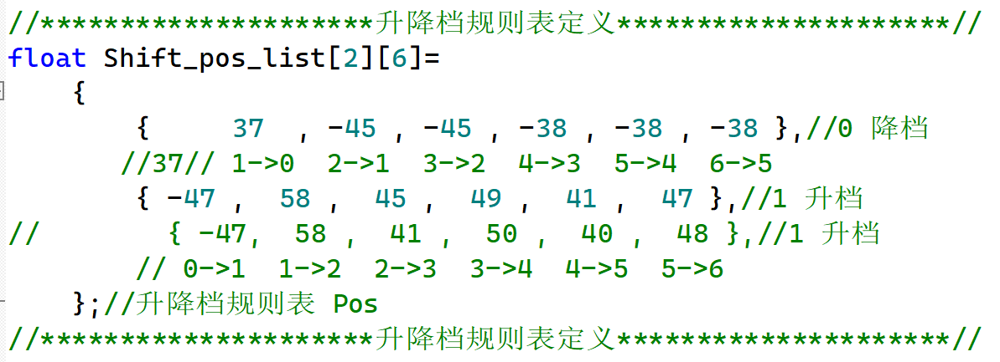 //*********************升降档规则表定义*********************//
float Shift_pos_list[2][6]=
{
{ 37 , -45 , -45 , -38 , -38 , -38 },//0 降档
//37// 1->0 2->1 3->2 4->3 5->4 6->5
{ -47 , 58 , 45 , 49 , 41 , 47 },//1 升档
// { -47, 58 , 41 , 50 , 40 , 48 },//1 升档
// 0->1 1->2 2->3 3->4 4->5 5->6
};//升降档规则表 Pos
//*********************升降档规则表定义*********************//